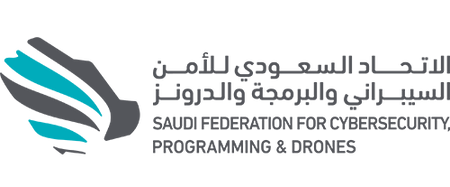 الاتحاد السعودي للأمن
السيبراني والبرمجة والدرونز
SAUDI FEDERATION FOR CYBERSECURITY,
PROGRAMMING & DRONES